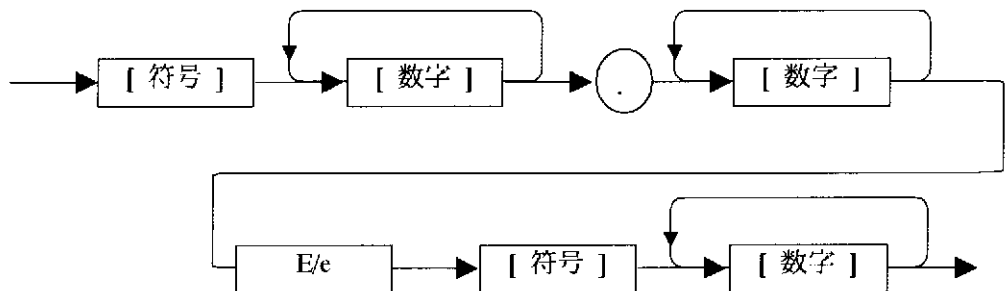 [ 符号 ] [ 数字 ] . [ 数字 ]
E/e [ 符号 ] [ 数字 ]